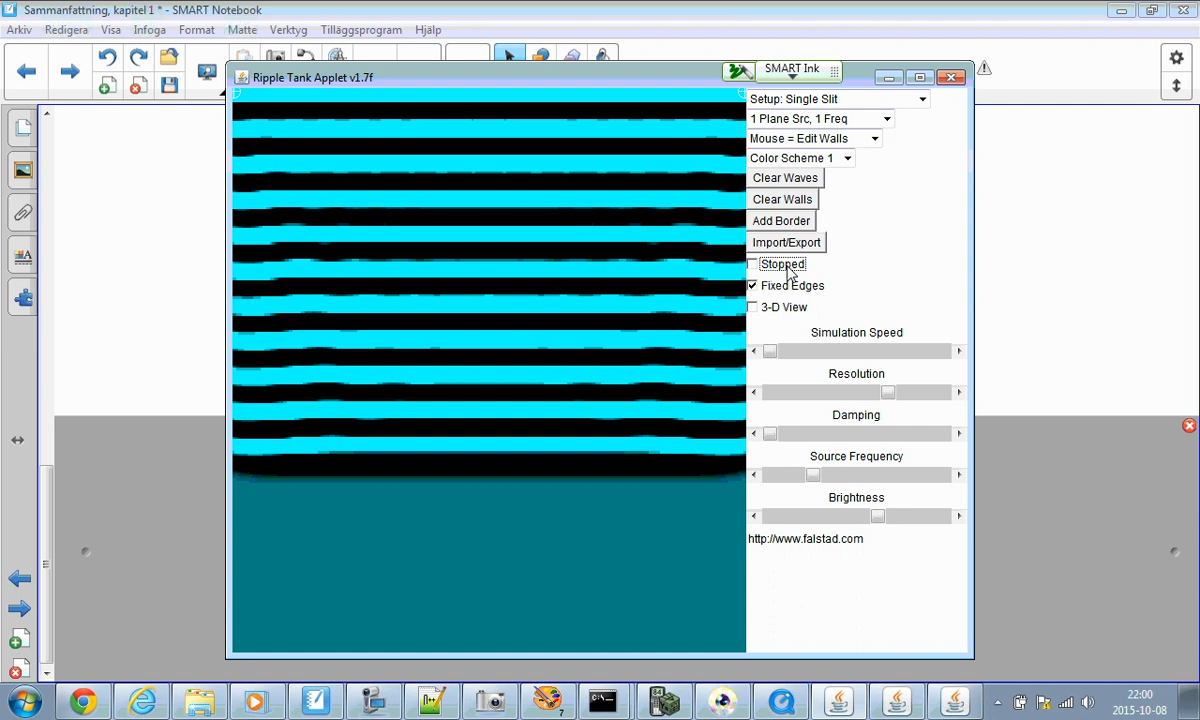 Sammanfattning, kapitel 1 * - SMART Notebook
Arkiv Redigera Visa Infoga Format Matte Verktyg Tilläggsprogram Hjälp
SMART Ink
Ripple Tank Applet v1.7f
Setup: Single Slit
1 Plane Src, 1 Freq
Mouse = Edit Walls
Color Scheme 1
Clear Waves
Clear Walls
Add Border
Import/Export
Stopped
Fixed Edges
3-D View
Simulation Speed
Resolution
Damping
Source Frequency
Brightness
http://www.falstad.com
22:00
2015-10-08